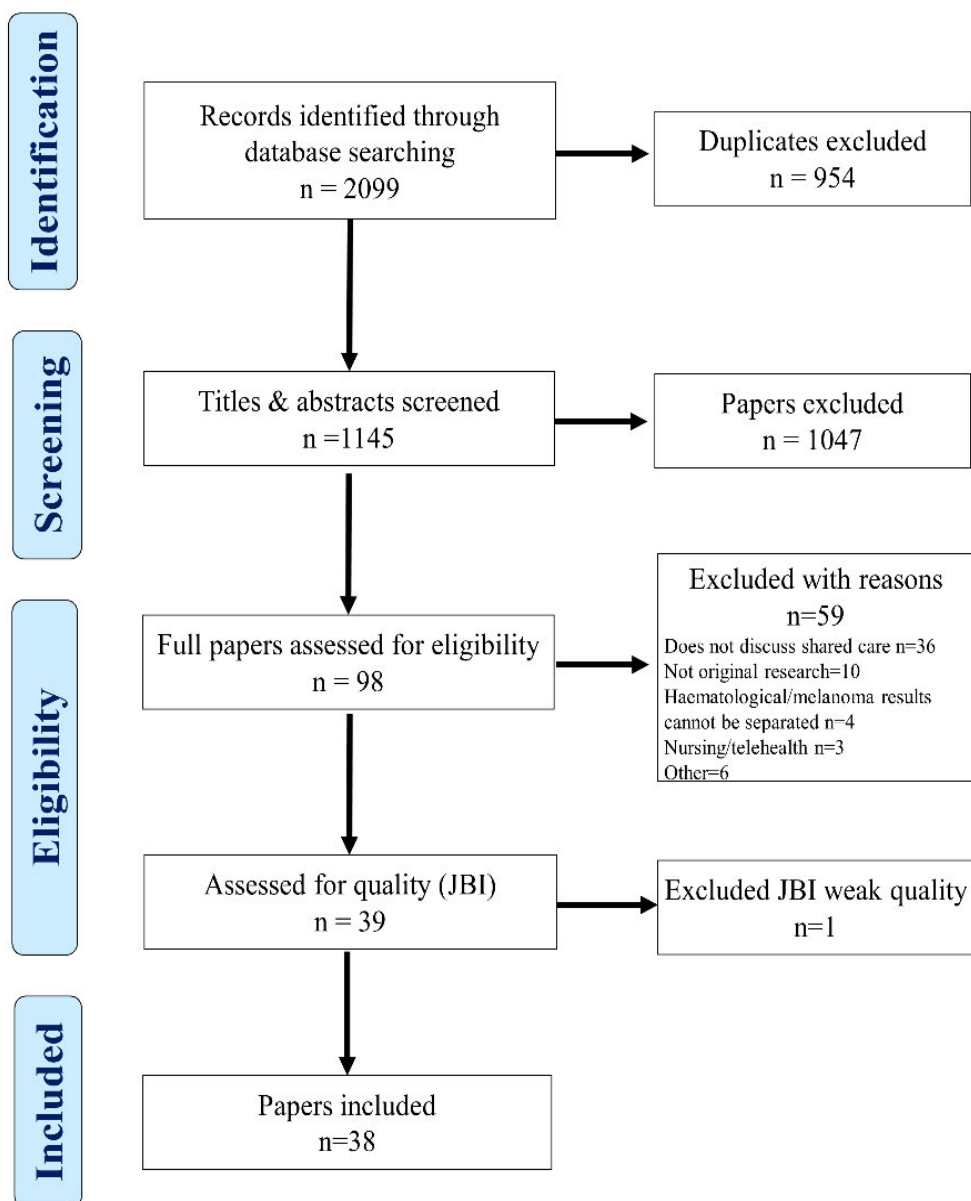 Identification
Records identified through
database searching
n = 2099
Duplicates excluded
n = 954
Screening
Titles & abstracts screened
n =1145
Papers excluded
n = 1047
Eligibility
Full papers assessed for eligibility
n = 98
Excluded with reasons
n=59
Does not discuss shared care n=36
Not original research=10
Haematological/melanoma results
cannot be separated n=4
Nursing/telehealth n=3
Other=6
Assessed for quality (JBI)
n = 39
Excluded JBI weak quality
n=1
Included
Papers included
n=38